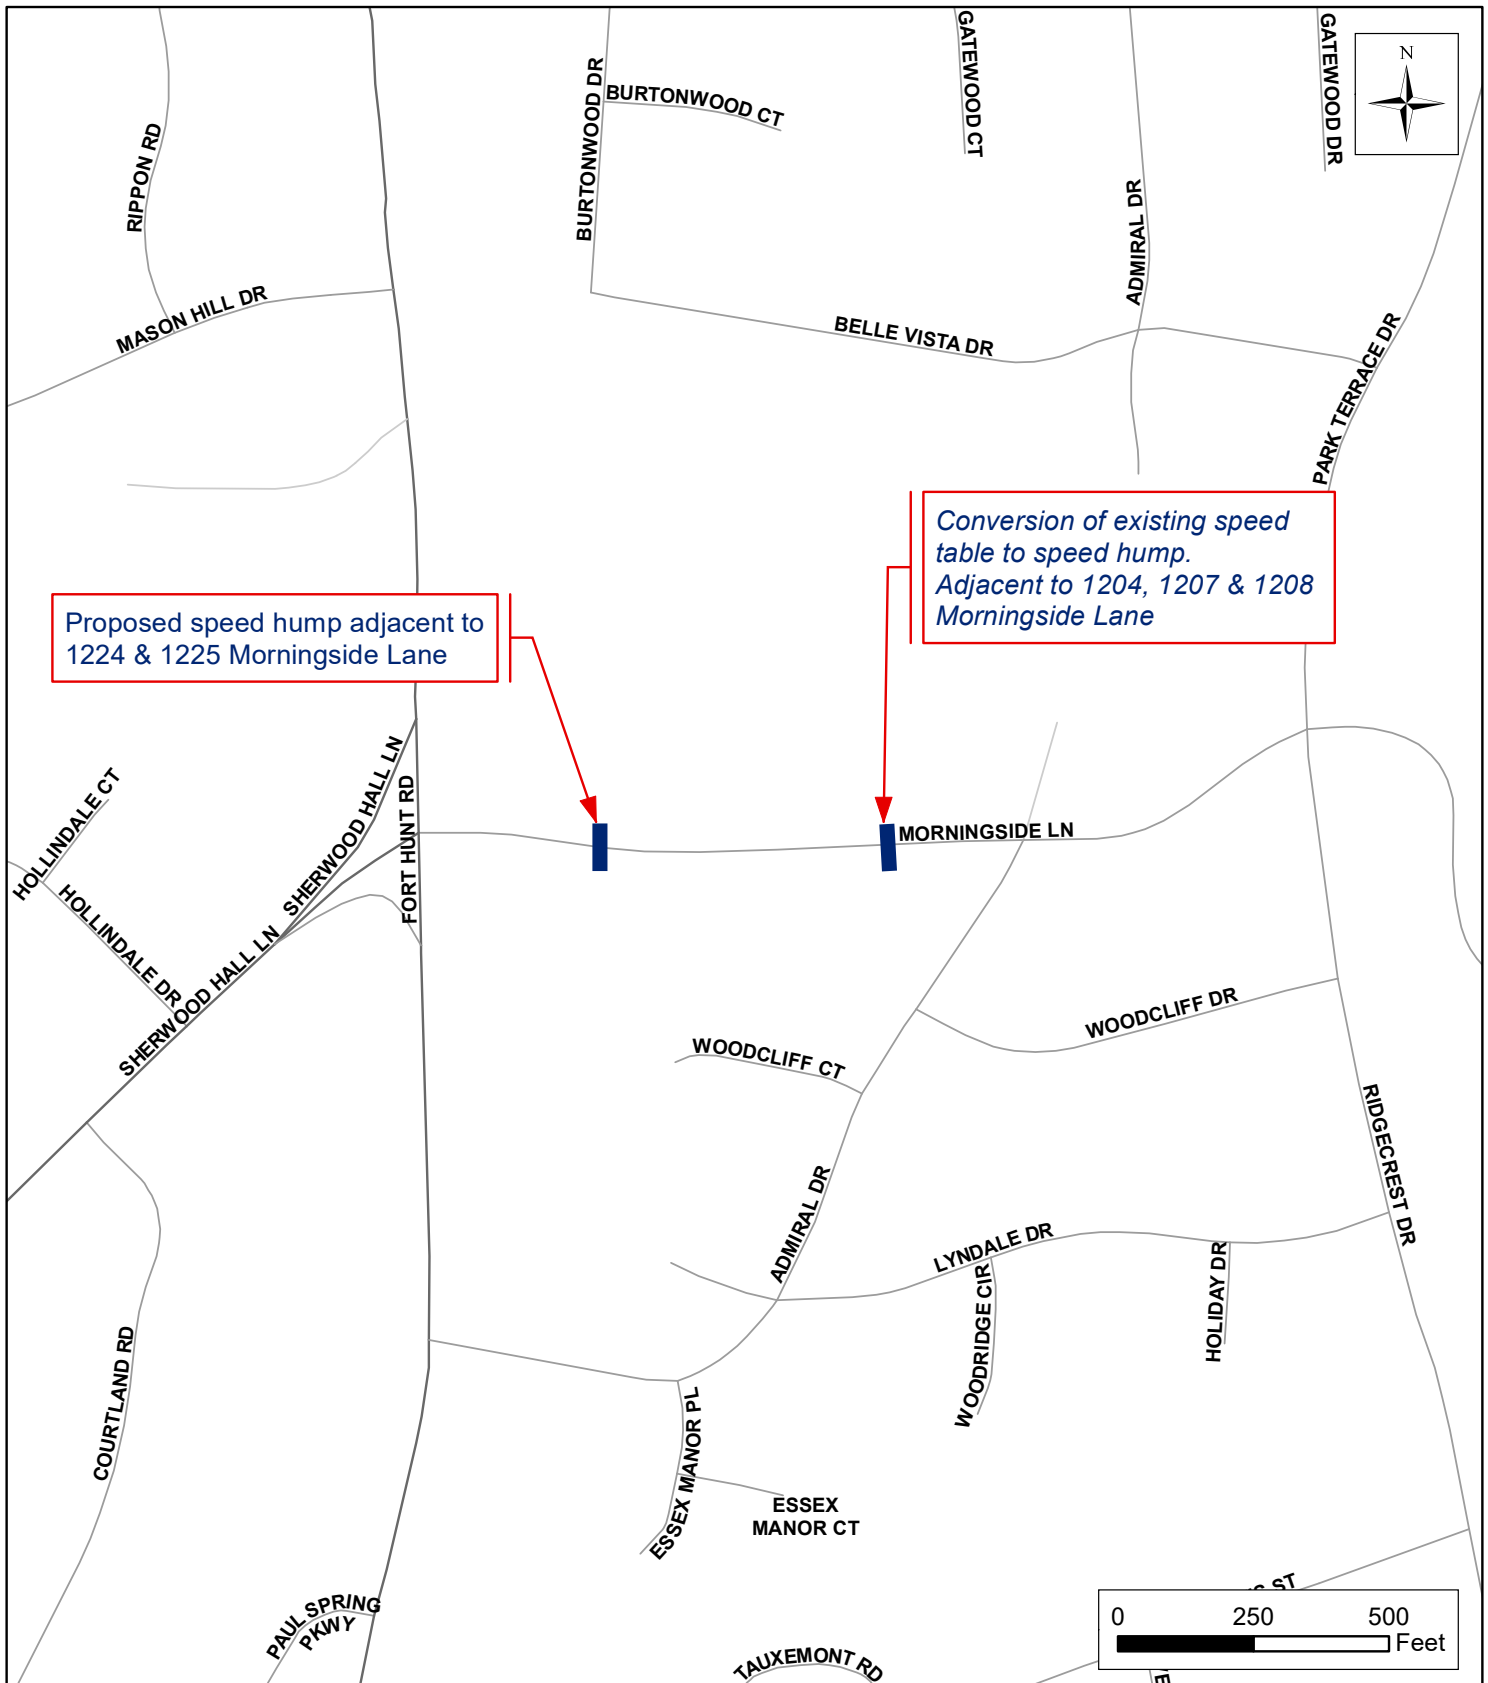 GATEWOOD CT
GATEWOOD DR
N
BURTONWOOD DR
BURTONWOOD CT
RIPPON RD
ADMIRAL DR
MASON HILL DR
BELLE VISTA DR
PARK TERRACE DR
Conversion of existing speed
table to speed hump.
Adjacent to 1204, 1207 & 1208
Morningside Lane
Proposed speed hump adjacent to
1224 & 1225 Morningside Lane
HOLLINDALE CT
SHERWOOD HALL LN
FORT HUNT RD
MORNINGSIDE LN
HOLLINDALE DR
SHERWOOD HALL LN
WOODCLIFF DR
WOODCLIFF CT
RIDGECREST DR
ADMIRAL DR
LYNDALE DR
WOODRIDGE CIR
HOLIDAY DR
COURTLAND RD
ESSEX MANOR PL
ESSEX
MANOR CT
PAUL SPRING
PKWY
TAUXEMONT RD
ST
0 250 500
Feet